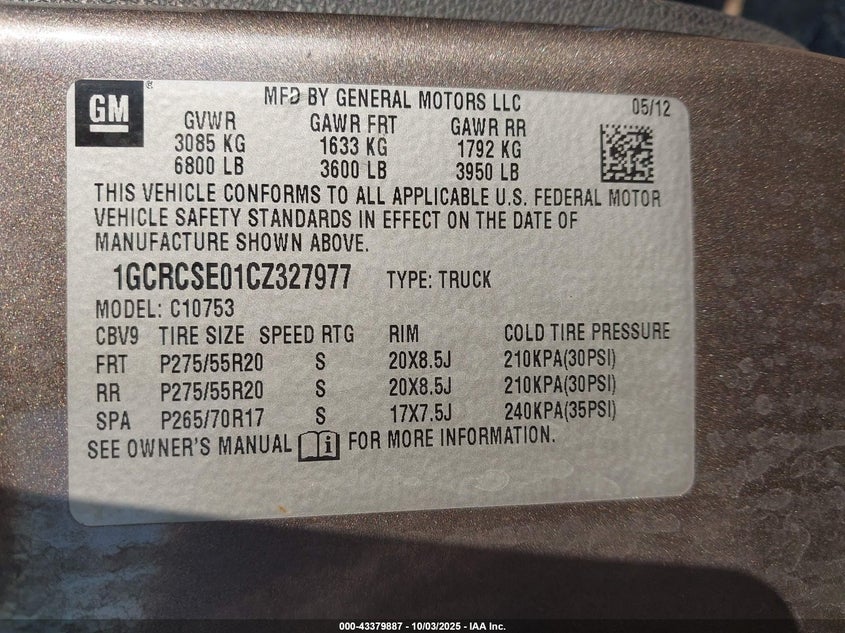 GM
MFD BY GENERAL MOTORS LLC 05/12
GVWR GAWR FRT GAWR RR
3085 KG 1633 KG 1792 KG
6800 LB 3600 LB 3950 LB
THIS VEHICLE CONFORMS TO ALL APPLICABLE U.S. FEDERAL MOTOR
VEHICLE SAFETY STANDARDS IN EFFECT ON THE DATE OF
MANUFACTURE SHOWN ABOVE.
1GCRCSE01CZ327977 TYPE: TRUCK
MODEL: C10753
CBV9 TIRE SIZE SPEED RTG RIM COLD TIRE PRESSURE
FRT P275/55R20 S 20X8.5J 210KPA(30PSI)
RR P275/55R20 S 20X8.5J 210KPA(30PSI)
SPA P265/70R17 S 17X7.5J 240KPA(35PSI)
SEE OWNER'S MANUAL i FOR MORE INFORMATION.
000-43379887 - 10/03/2025 - IAA Inc.